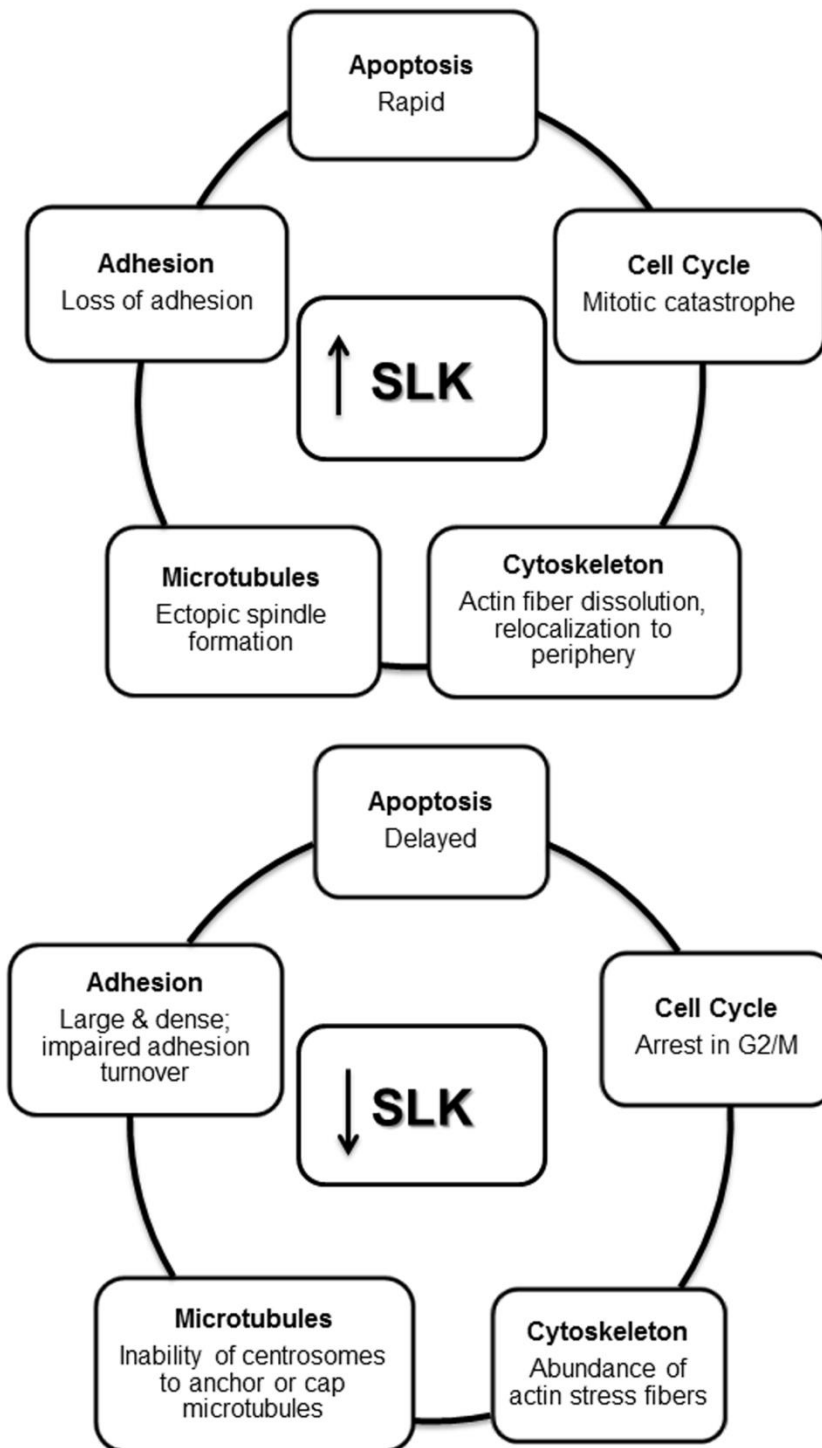 Apoptosis
Rapid
Adhesion
Loss of adhesion
Cell Cycle
Mitotic catastrophe
↑ SLK
Microtubules
Ectopic spindle
formation
Cytoskeleton
Actin fiber dissolution,
relocalization to
periphery
Apoptosis
Delayed
Adhesion
Large & dense;
impaired adhesion
turnover
Cell Cycle
Arrest in G2/M
↓ SLK
Microtubules
Inability of centrosomes
to anchor or cap
microtubules
Cytoskeleton
Abundance of
actin stress fibers